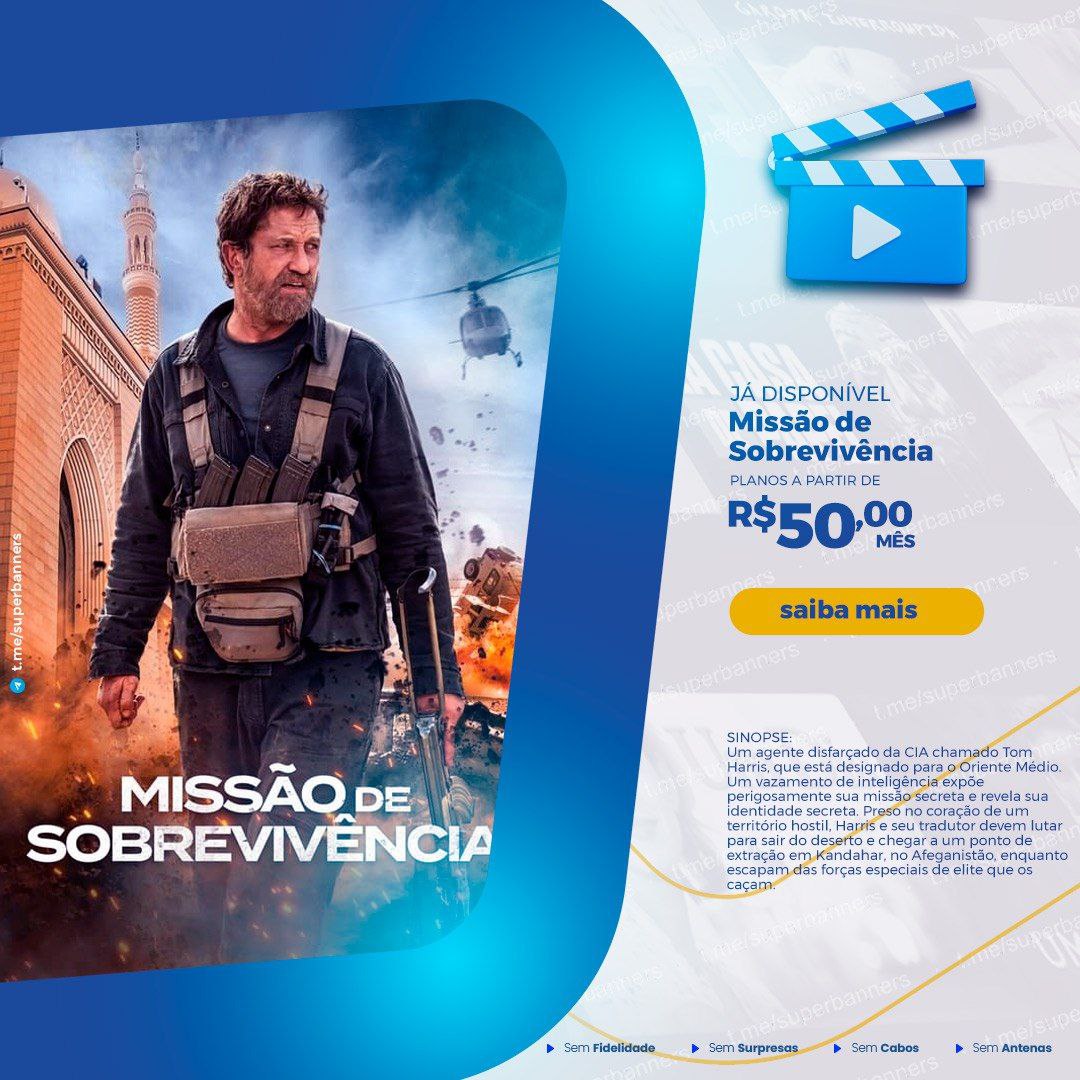 t.me/superbanners
MISSÃO DE
SOBREVIVÊNCIA
JÁ DISPONÍVEL
Missão de
Sobrevivência
PLANOS A PARTIR DE
R$50,00
MÊS
saiba mais
SINOPSE:
Um agente disfarçado da CIA chamado Tom
Harris, que está designado para o Oriente Médio.
Um vazamento de inteligência expõe
perigosamente sua missão secreta e revela sua
identidade secreta. Preso no coração de um
território hostil, Harris e seu tradutor devem lutar
para sair do deserto e chegar a um ponto de
extração em Kandahar, no Afeganistão, enquanto
escapam das forças especiais de elite que os
caçam.
Sem Fidelidade
Sem Surpresas
Sem Cabos
Sem Antenas